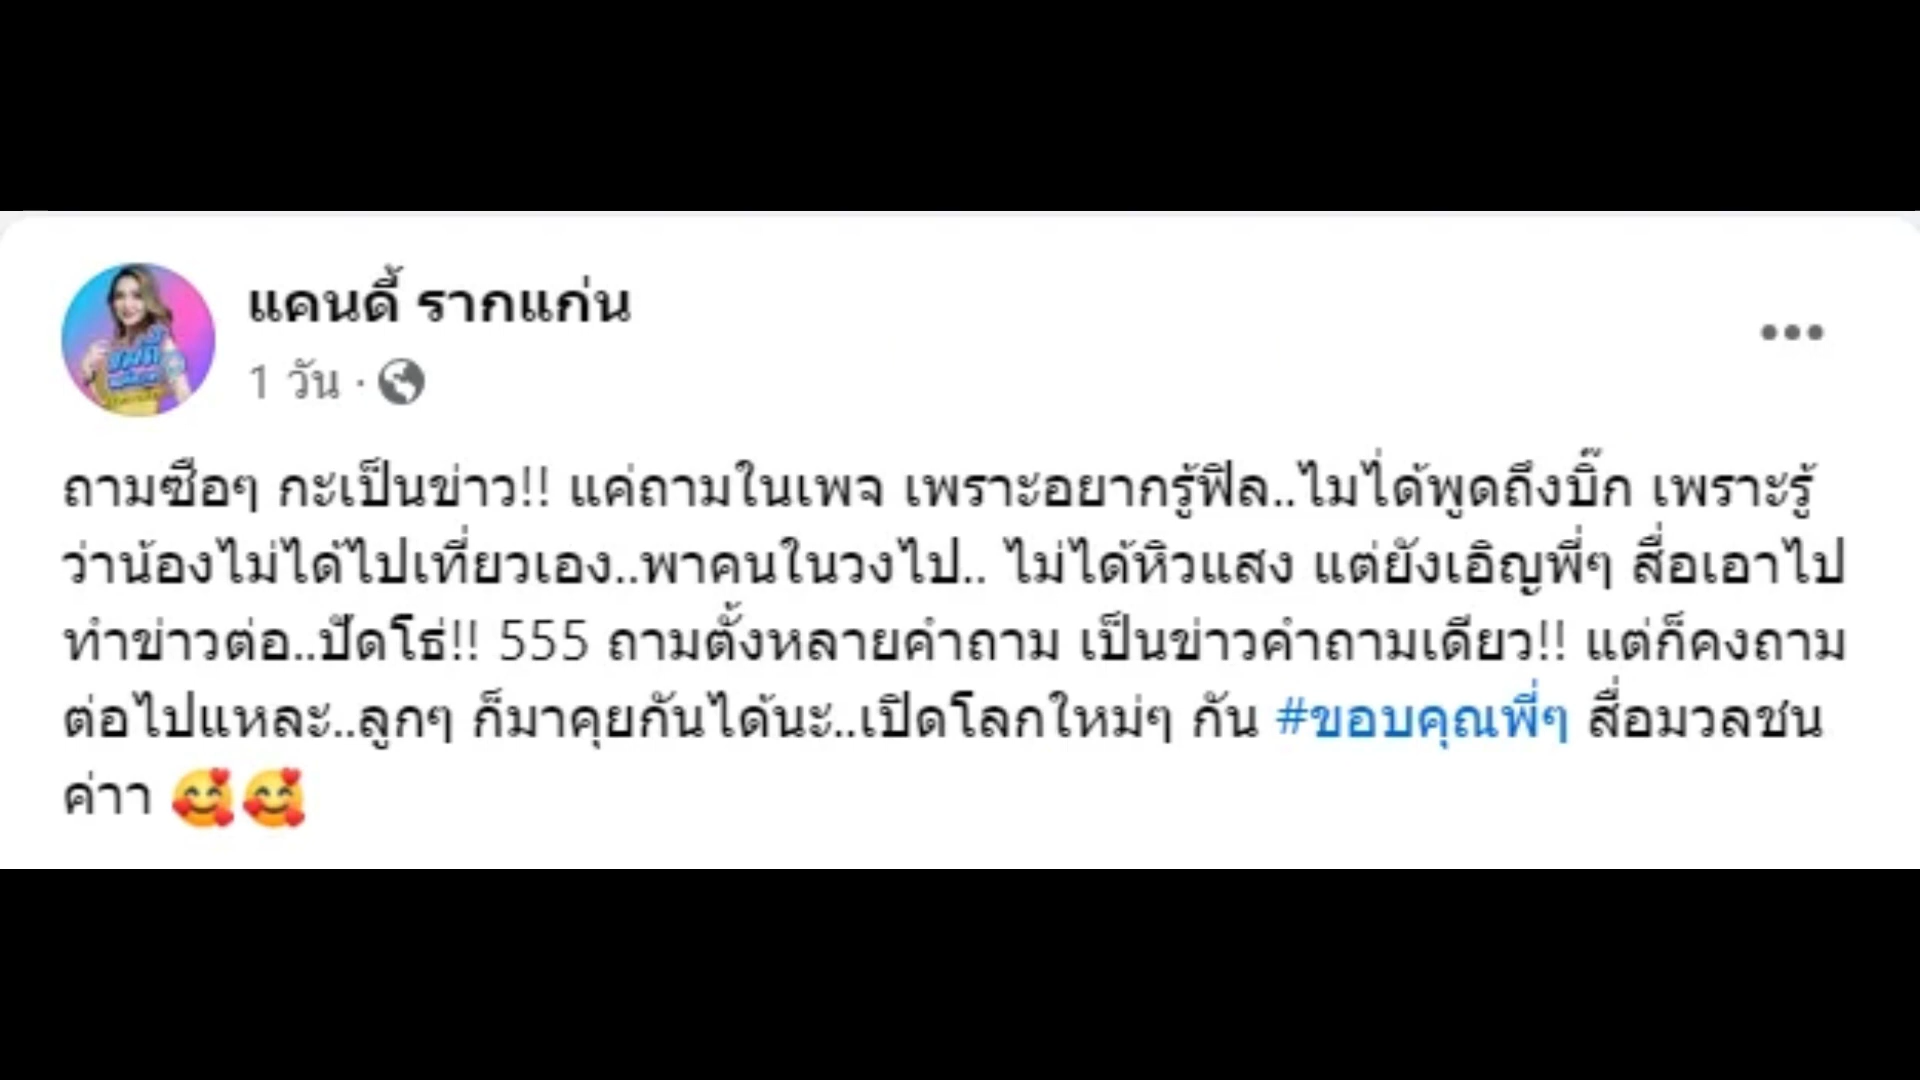 แคนดี้ รากแก่น
1 วัน ·
ถามซือๆ กะเป็นข่าว!! แค่ถามในเพจ เพราะอยากรู้ฟิล..ไมไ่ด้พูดถึงบิ๊ก เพราะรู้
ว่าน้องไม่ได้ไปเที่ยวเอง..พาคนในวงไป.. ไม่ได้หิวแสง แต่ยังเอิญพี่ๆ สื่อเอาไป
ทำข่าวต่อ..ปัดโธ่!! 555 ถามตั้งหลายคำถาม เป็นข่าวคำถามเดียว!! แต่ก็คงถาม
ต่อไปแหละ..ลูกๆ ก็มาคุยกันได้นะ..เปิดโลกใหม่ๆ กัน #ขอบคุณพี่ๆ สื่อมวลชน
ค่าา 🥰🥰